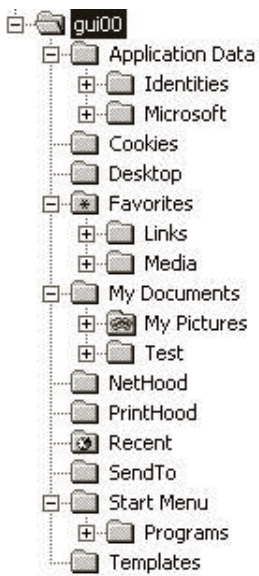 gui00
Application Data
Identities
Microsoft
Cookies
Desktop
Favorites
Links
Media
My Documents
My Pictures
Test
NetHood
PrintHood
Recent
SendTo
Start Menu
Programs
Templates